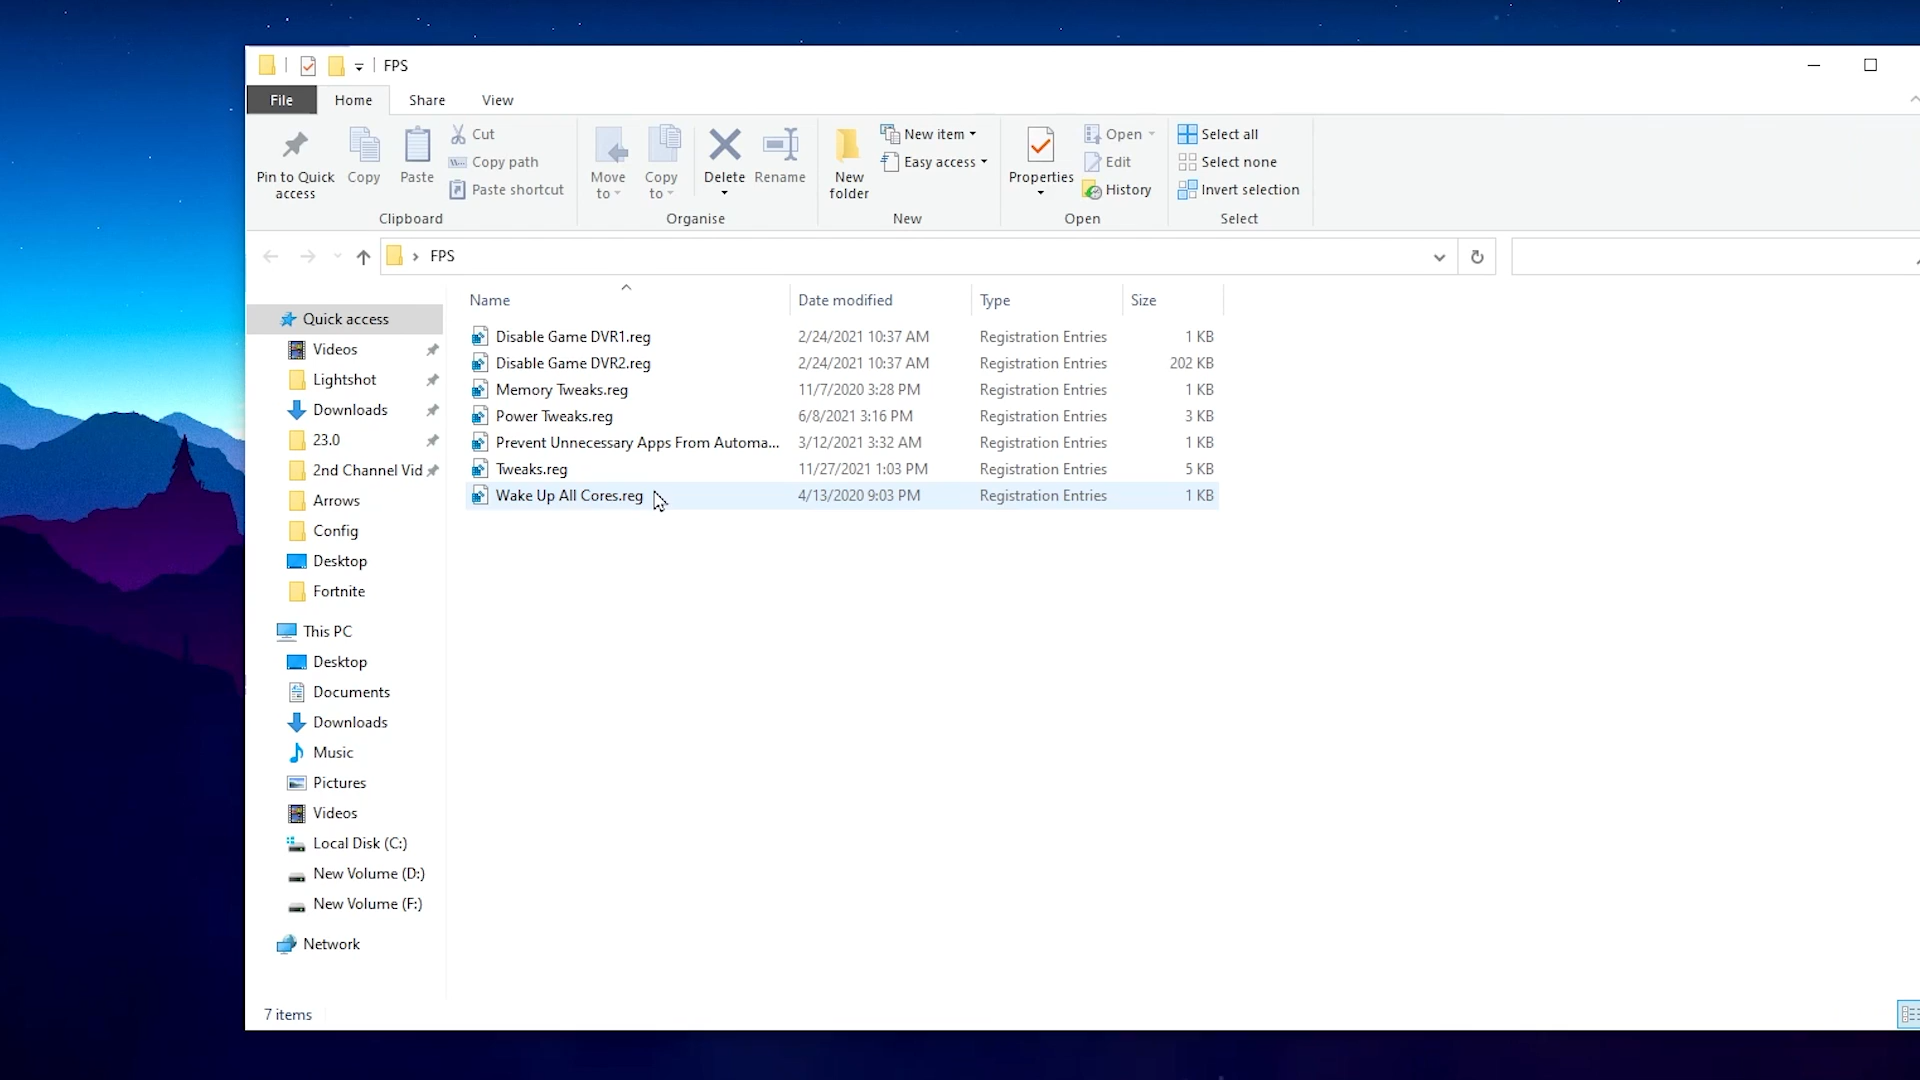 FPS
File Home Share View
Pin to Quick access
Copy
Paste
Cut
Copy path
Paste shortcut
Clipboard
Move to
Copy to
Delete
Rename
Organise
New folder
New item
Easy access
New
Properties
Open
Edit
History
Open
Select all
Select none
Invert selection
Select
FPS
Name Date modified Type Size
Disable Game DVR1.reg 2/24/2021 10:37 AM Registration Entries 1 KB
Disable Game DVR2.reg 2/24/2021 10:37 AM Registration Entries 202 KB
Memory Tweaks.reg 11/7/2020 3:28 PM Registration Entries 1 KB
Power Tweaks.reg 6/8/2021 3:16 PM Registration Entries 3 KB
Prevent Unnecessary Apps From Automa... 3/12/2021 3:32 AM Registration Entries 1 KB
Tweaks.reg 11/27/2021 1:03 PM Registration Entries 5 KB
Wake Up All Cores.reg 4/13/2020 9:03 PM Registration Entries 1 KB
Quick access
Videos
Lightshot
Downloads
23.0
2nd Channel Vid
Arrows
Config
Desktop
Fortnite
This PC
Desktop
Documents
Downloads
Music
Pictures
Videos
Local Disk (C:)
New Volume (D:)
New Volume (F:)
Network
7 items